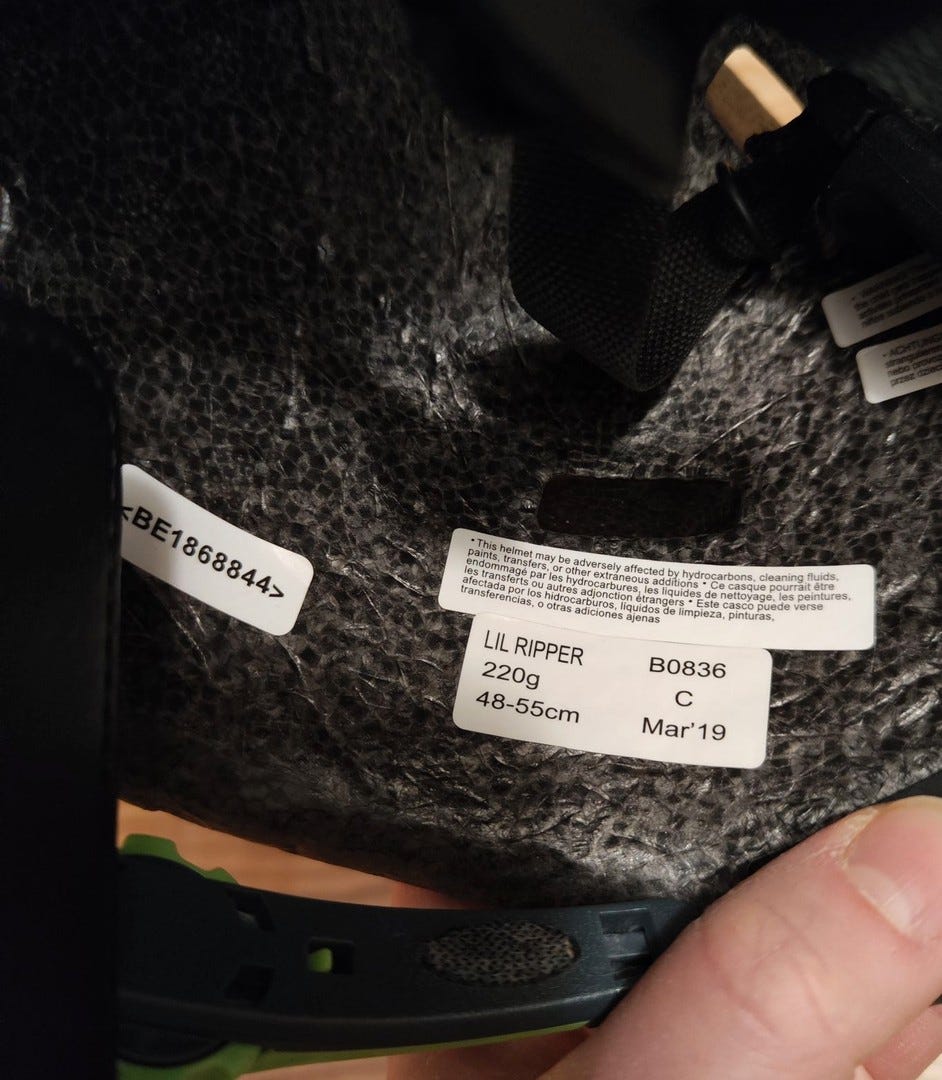 <BE1868844>
• This helmet may be adversely affected by hydrocarbons, cleaning fluids,
paints, transfers, or other extraneous additions • Ce casque pourrait être
endommagé par les hydrocarbures, les liquides de nettoyage, les peintures,
les transferts ou autres adjonction étrangers • Este casco puede verse
afectada por los hidrocarburos, líquidos de limpieza, pinturas,
transferencias, o otras adiciones ajenas
LIL RIPPER
220g
48-55cm
B0836
C
Mar'19
ACHTUNG